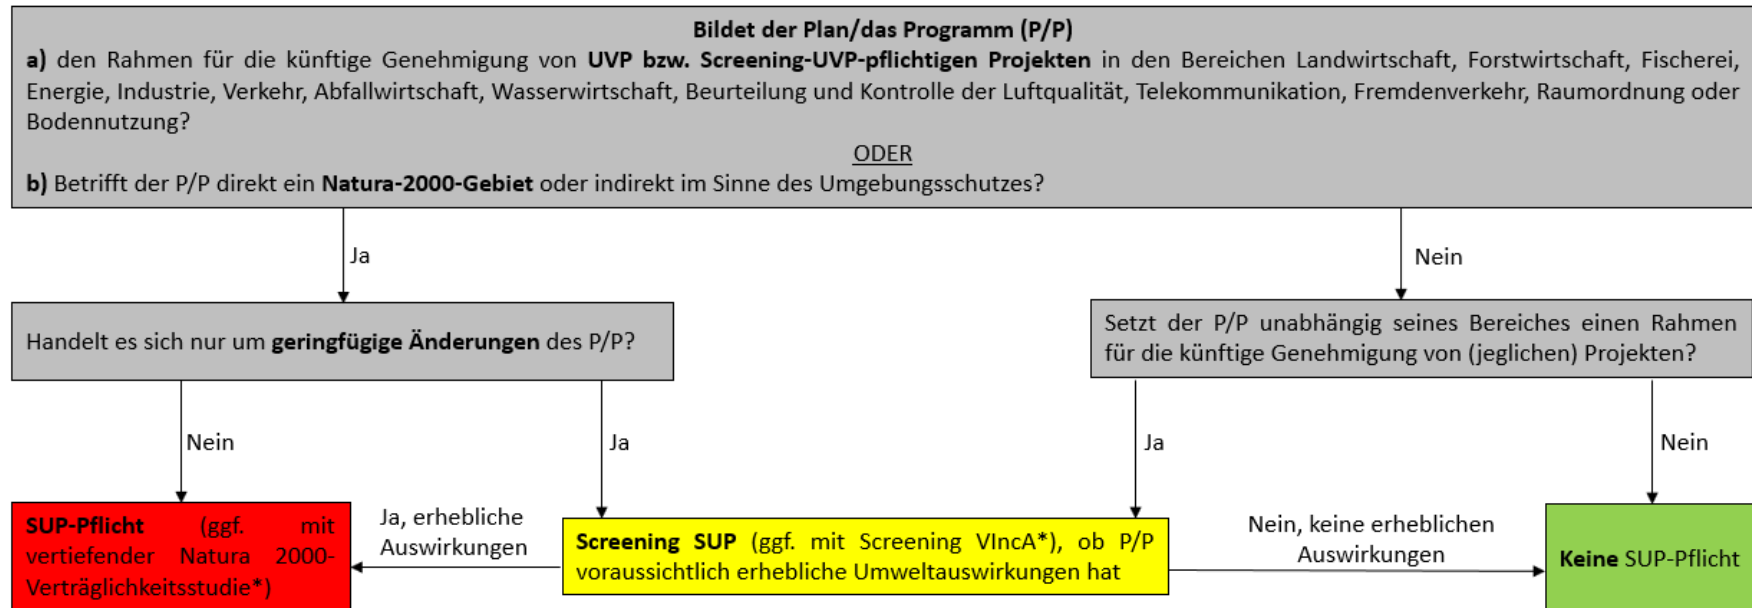 Bildet der Plan/das Programm (P/P)
a) den Rahmen für die künftige Genehmigung von UVP bzw. Screening-UVP-pflichtigen Projekten in den Bereichen Landwirtschaft, Forstwirtschaft, Fischerei,
Energie, Industrie, Verkehr, Abfallwirtschaft, Wasserwirtschaft, Beurteilung und Kontrolle der Luftqualität, Telekommunikation, Fremdenverkehr, Raumordnung oder
Bodennutzung?
ODER
b) Betrifft der P/P direkt ein Natura-2000-Gebiet oder indirekt im Sinne des Umgebungsschutzes?
Ja
Nein
Handelt es sich nur um geringfügige Änderungen des P/P?
Setzt der P/P unabhängig seines Bereiches einen Rahmen
für die künftige Genehmigung von (jeglichen) Projekten?
Nein
Ja
Ja
Nein
SUP-Pflicht (ggf. mit
vertiefender Natura 2000-
Verträglichkeitsstudie*)
Ja, erhebliche
Auswirkungen
Screening SUP (ggf. mit Screening VIncA*), ob P/P
voraussichtlich erhebliche Umweltauswirkungen hat
Nein, keine erheblichen
Auswirkungen
Keine SUP-Pflicht